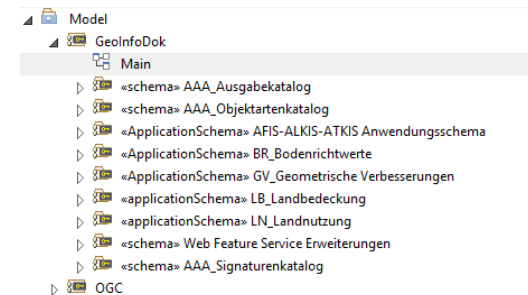 Model
GeoInfoDok
Main
«schema» AAA_Ausgabekatalog
«schema» AAA_Objektartenkatalog
«ApplicationSchema» AFIS-ALKIS-ATKIS Anwendungsschema
«ApplicationSchema» BR_Bodenrichtwerte
«ApplicationSchema» GV_Geometrische Verbesserungen
«applicationSchema» LB_Landbedeckung
«applicationSchema» LN_Landnutzung
«schema» Web Feature Service Erweiterungen
«schema» AAA_Signaturenkatalog
OGC